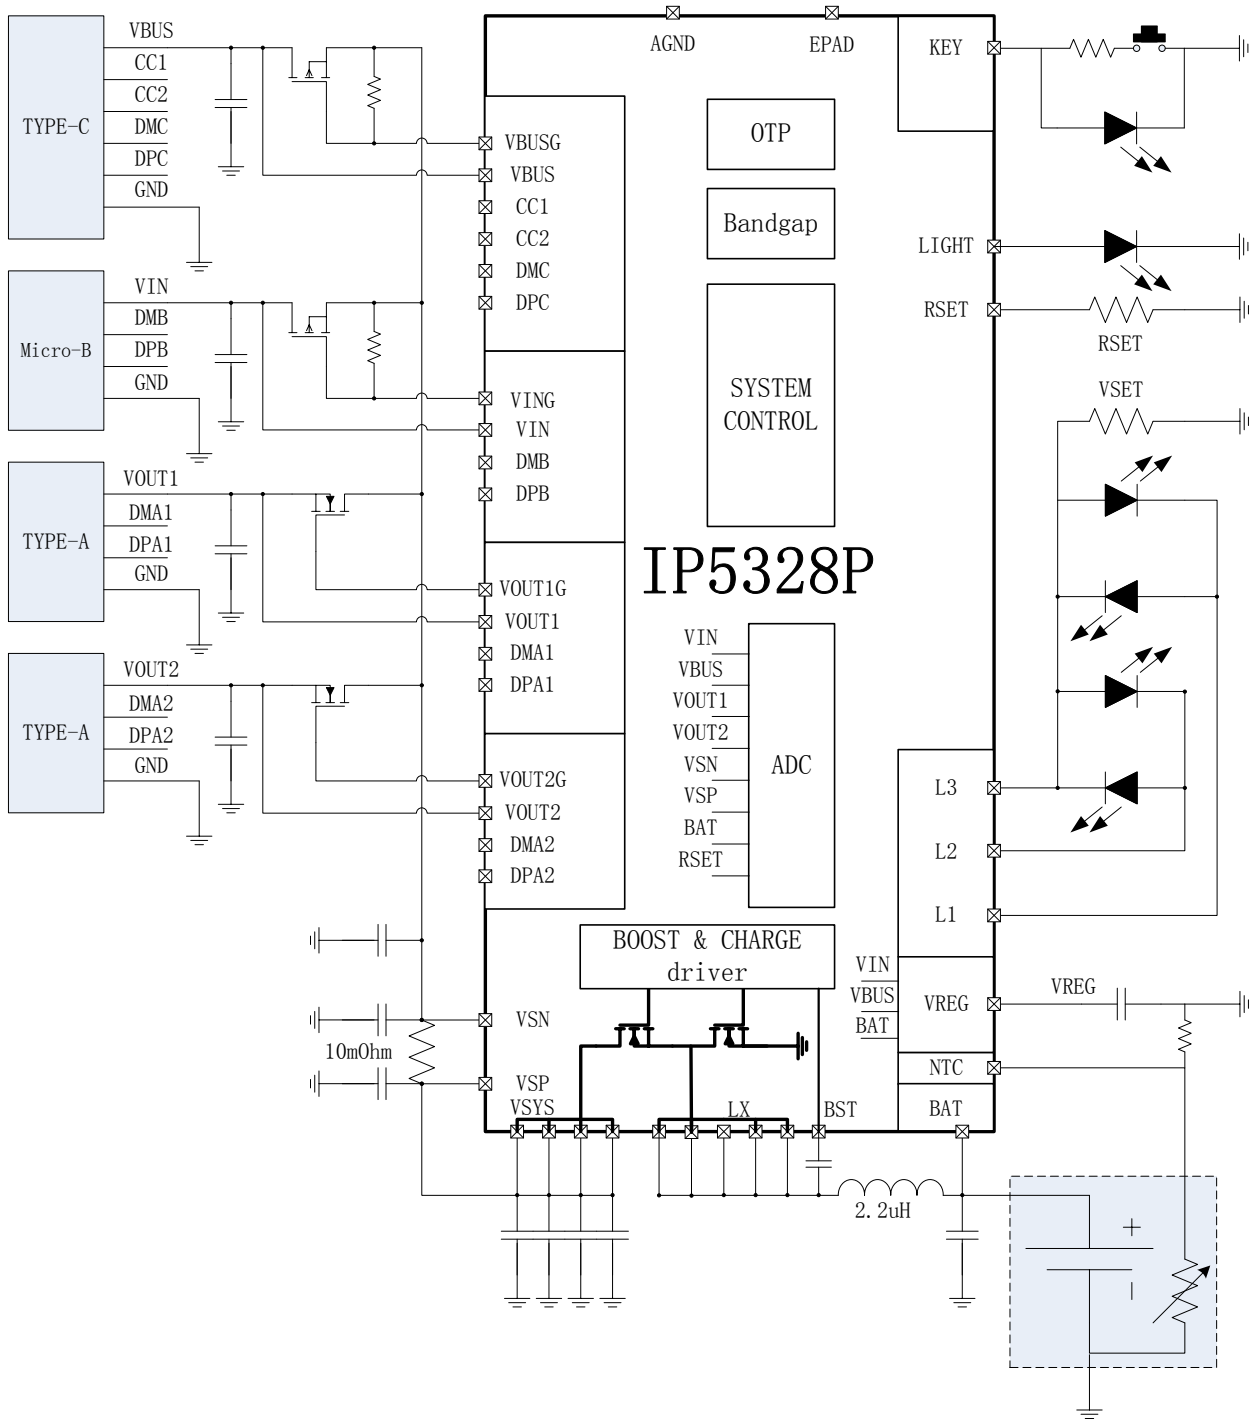 TYPE-C
VBUS
CC1
CC2
DMC
DPC
GND
Micro-B
VIN
DMB
DPB
GND
TYPE-A
VOUT1
DMA1
DPA1
GND
TYPE-A
VOUT2
DMA2
DPA2
GND
10mOhm
AGND
EPAD
VBUSG
VBUS
CC1
CC2
DMC
DPC
VING
VIN
DMB
DPB
VOUT1G
VOUT1
DMA1
DPA1
VOUT2G
VOUT2
DMA2
DPA2
VSN
VSP
VSYS
OTP
Bandgap
SYSTEM
CONTROL
IP5328P
VIN
VBUS
VOUT1
VOUT2
VSN
VSP
BAT
RSET
ADC
BOOST & CHARGE
driver
LX
BST
KEY
LIGHT
RSET
L3
L2
L1
VIN
VBUS
BAT
VREG
NTC
BAT
RSET
VSET
VREG
2.2uH
+